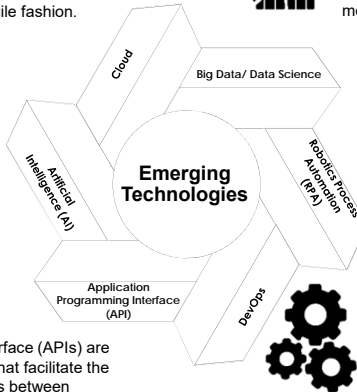 ile fashion.
Cloud
Big Data/ Data Science
Artificial
Intelligence (AI)
Emerging
Technologies
Robotics Process
Automation
(RPA)
Application
Programming Interface
(API)
DevOps
rface (APIs) are
hat facilitate the
s between